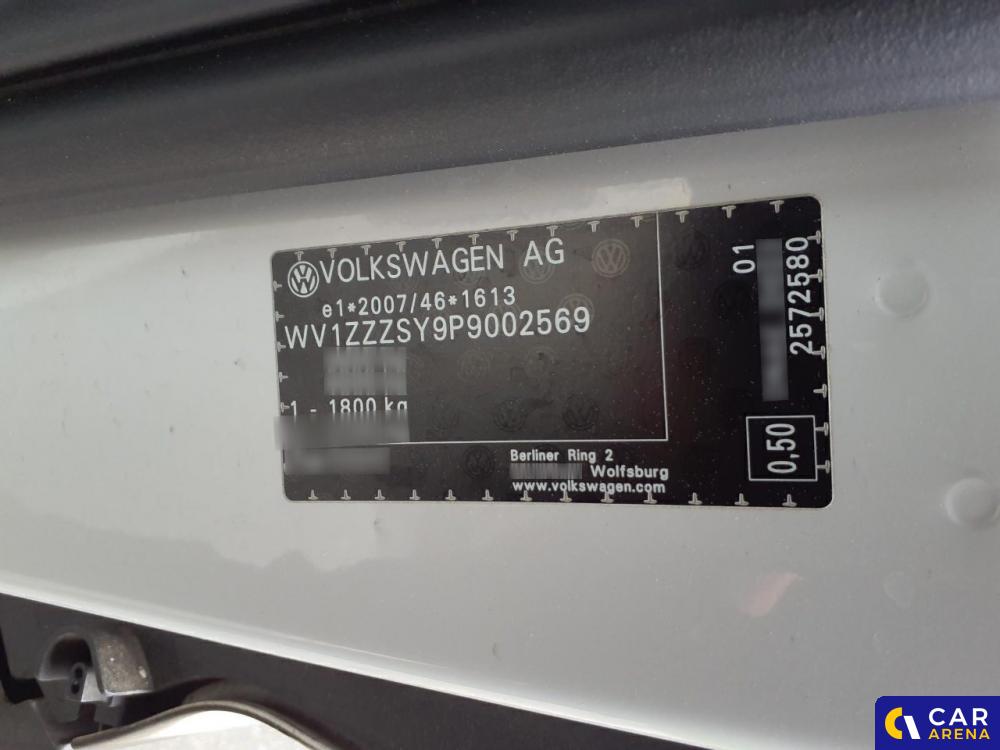 VOLKSWAGEN AG
e1*2007/46*1613
WV1ZZZSY9P9002569
1 - 1800 kg
Berliner Ring 2
Wolfsburg
www.volkswagen.com
01
2572580
0,50
CAR
ARENA